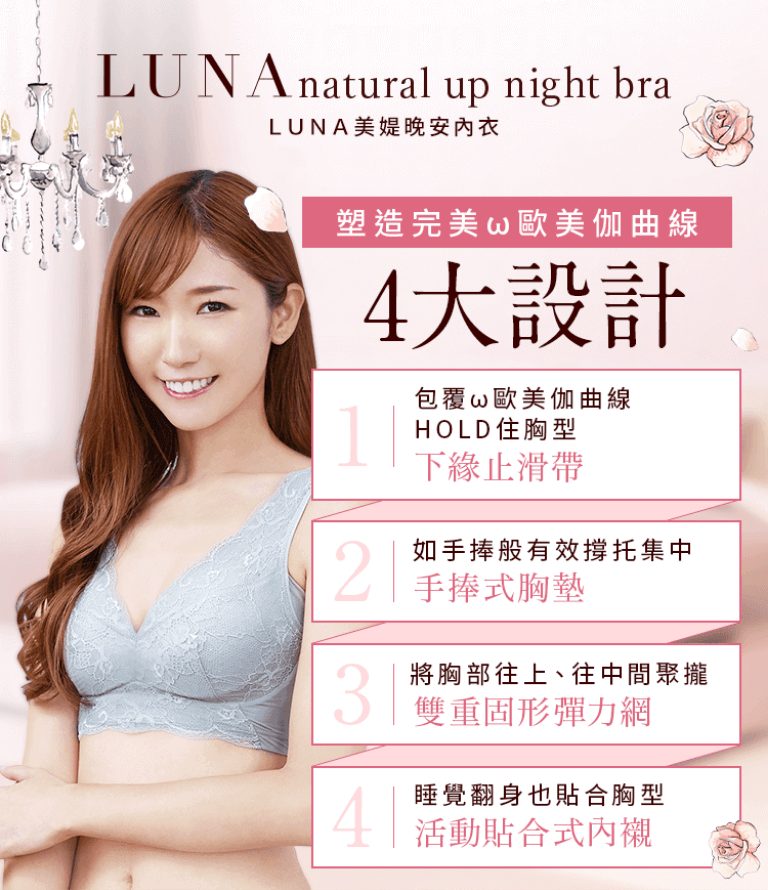 LUNA natural up night bra
LUNA美媞晚安內衣
塑造完美ω歐美伽曲線
4大設計
1
包覆ω歐美伽曲線
HOLD住胸型
下緣止滑帶
2
如手捧般有效撐托集中
手捧式胸墊
3
將胸部往上、往中間聚攏
雙重固形彈力網
4
睡覺翻身也貼合胸型
活動貼合式內襯